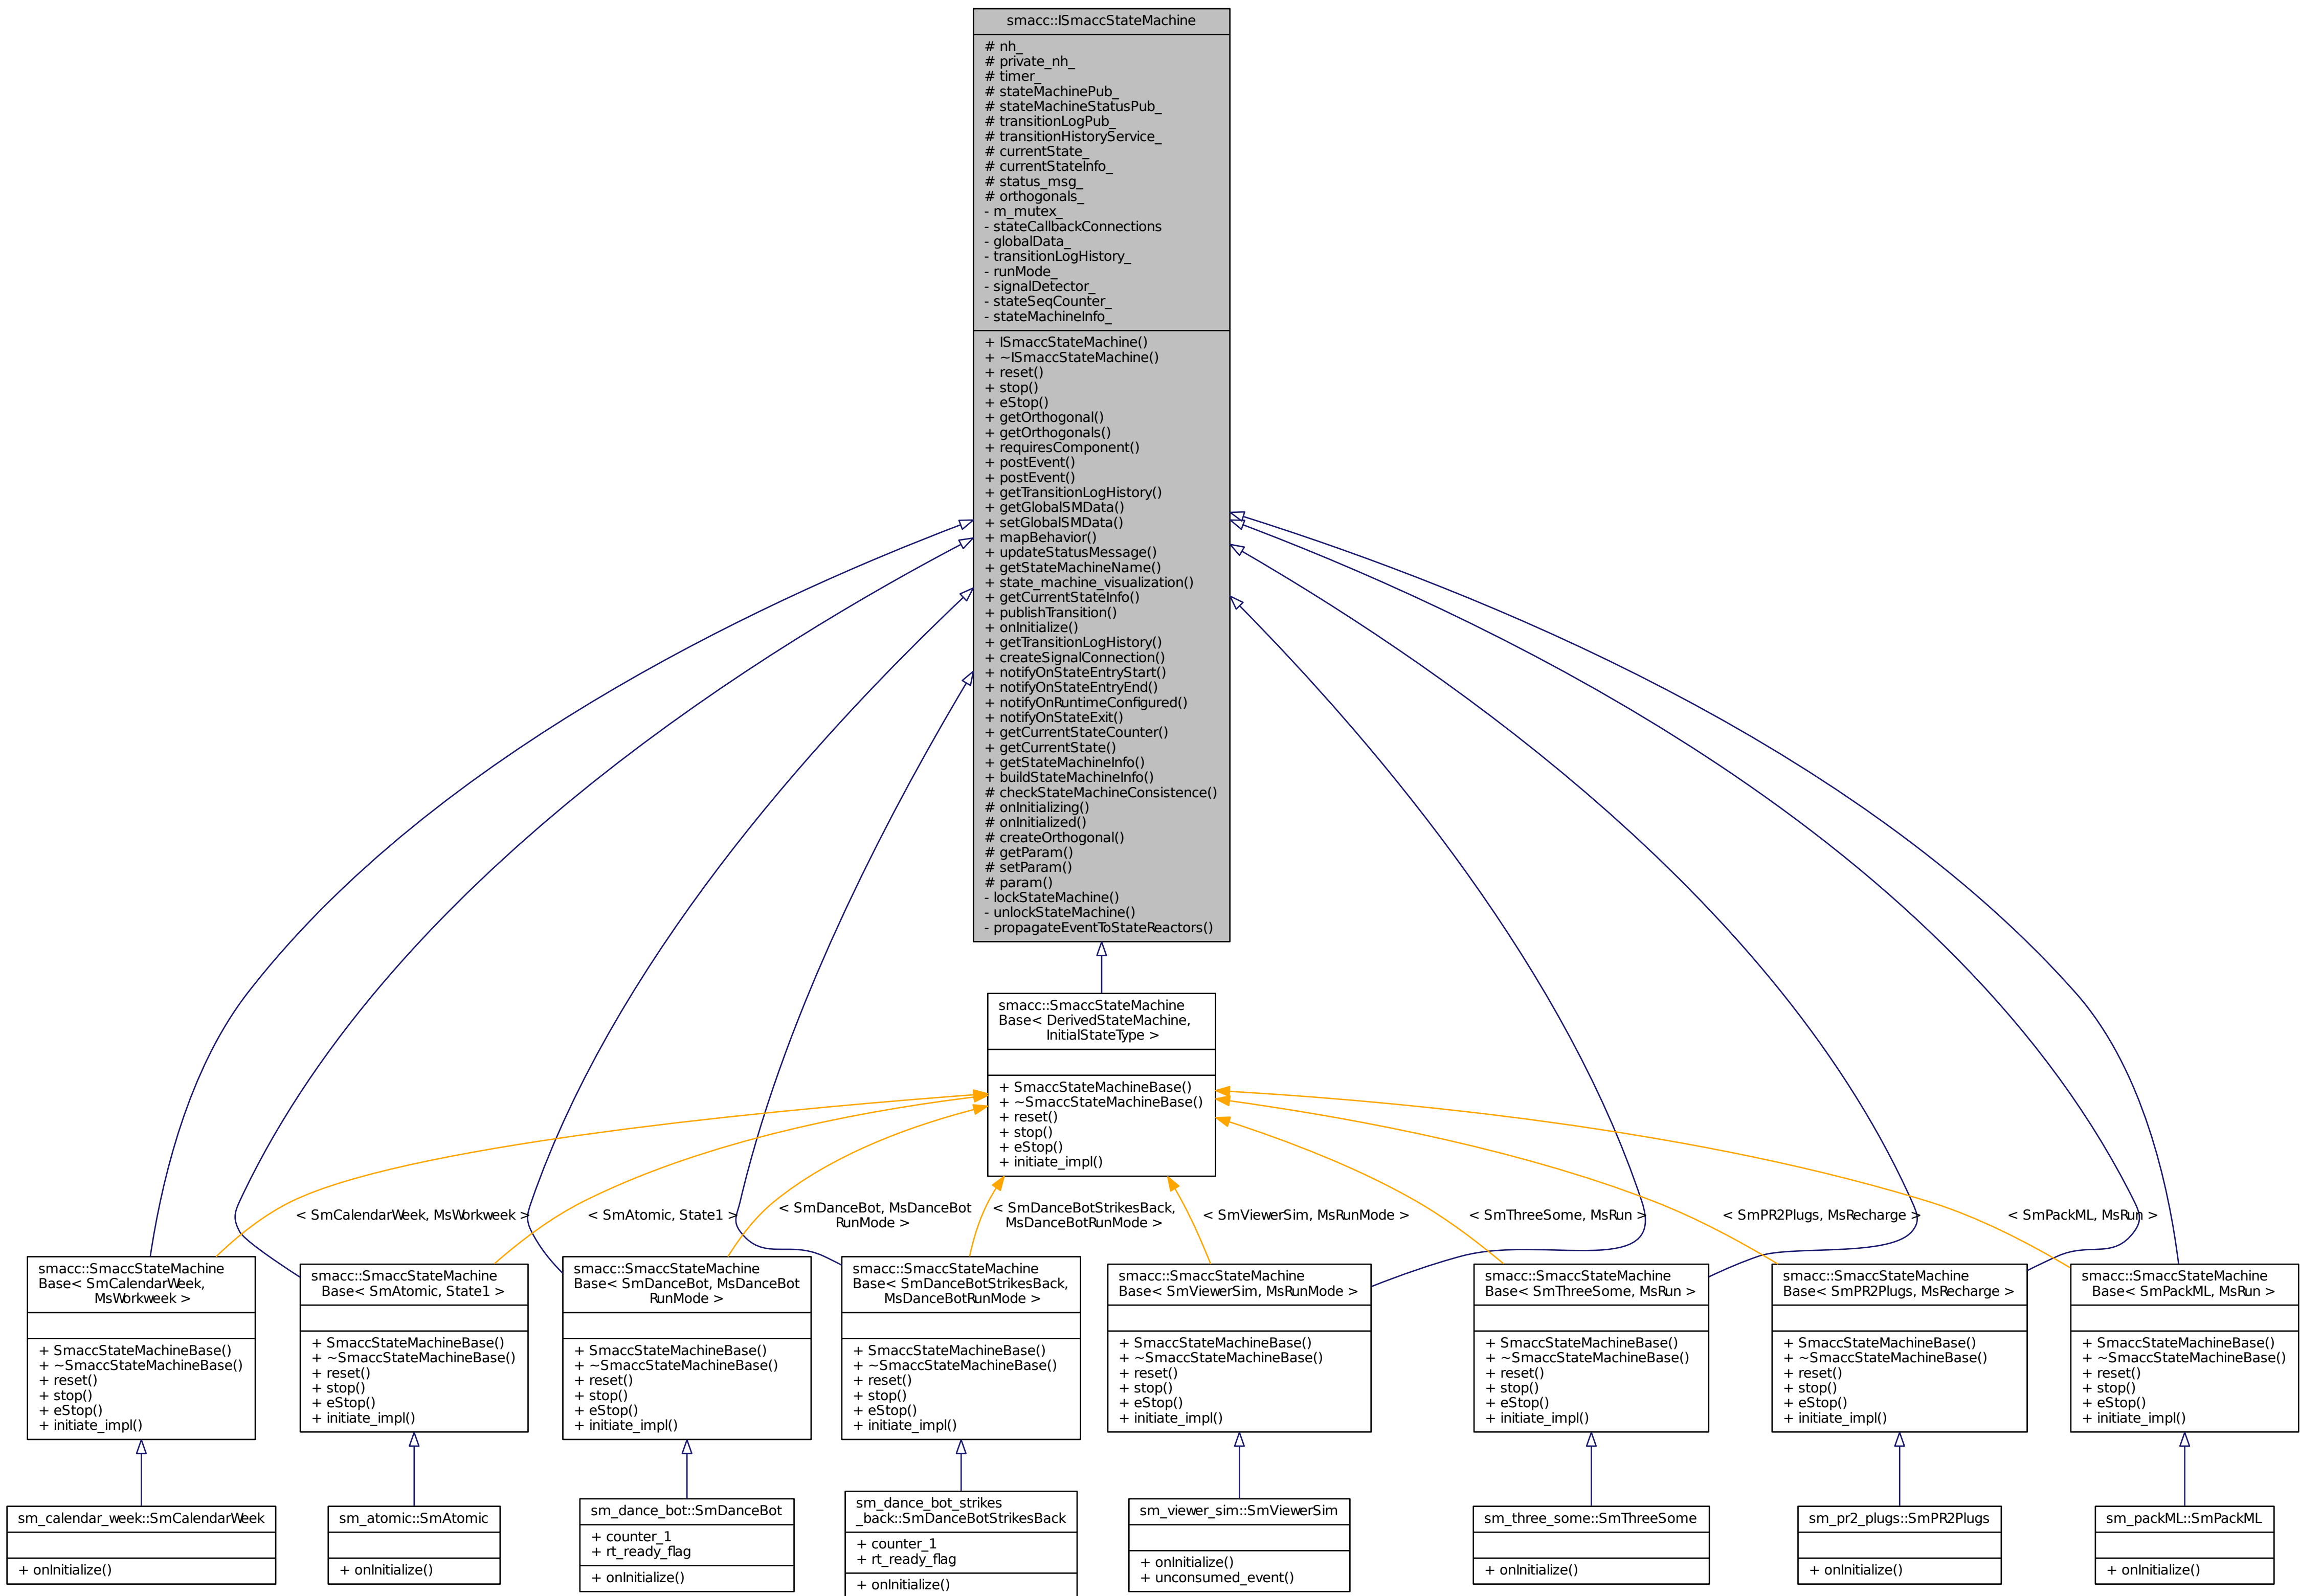 smacc::ISmaccStateMachine
# nh_
# private_nh_
# timer_
# stateMachinePub_
# stateMachineStatusPub_
# transitionLogPub_
# transitionHistoryService_
# currentState_
# currentStateInfo_
# status_msg_
# orthogonals_
- m_mutex_
- stateCallbackConnections
- globalData_
- transitionLogHistory_
- runMode_
- signalDetector_
- stateSeqCounter_
- stateMachineInfo_
+ ISmaccStateMachine()
+ ~ISmaccStateMachine()
+ reset()
+ stop()
+ eStop()
+ getOrthogonal()
+ getOrthogonals()
+ requiresComponent()
+ postEvent()
+ postEvent()
+ getTransitionLogHistory()
+ getGlobalSMData()
+ setGlobalSMData()
+ mapBehavior()
+ updateStatusMessage()
+ getStateMachineName()
+ state_machine_visualization()
+ getCurrentStateInfo()
+ publishTransition()
+ onInitialize()
+ getTransitionLogHistory()
+ createSignalConnection()
+ notifyOnStateEntryStart()
+ notifyOnStateEntryEnd()
+ notifyOnRuntimeConfigured()
+ notifyOnStateExit()
+ getCurrentStateCounter()
+ getCurrentState()
+ getStateMachineInfo()
+ buildStateMachineInfo()
# checkStateMachineConsistence()
# onInitializing()
# onInitialized()
# createOrthogonal()
# getParam()
# setParam()
# param()
- lockStateMachine()
- unlockStateMachine()
- propagateEventToStateReactors()
smacc::SmaccStateMachine
Base< DerivedStateMachine,
InitialStateType >
+ SmaccStateMachineBase()
+ ~SmaccStateMachineBase()
+ reset()
+ stop()
+ eStop()
+ initiate_impl()
< SmCalendarWeek, MsWorkweek >
< SmAtomic, State1 >
< SmDanceBot, MsDanceBot
RunMode >
< SmDanceBotStrikesBack,
MsDanceBotRunMode >
< SmViewerSim, MsRunMode >
< SmThreeSome, MsRun >
< SmPR2Plugs, MsRecharge >
< SmPackML, MsRun >
smacc::SmaccStateMachine
Base< SmCalendarWeek,
MsWorkweek >
+ SmaccStateMachineBase()
+ ~SmaccStateMachineBase()
+ reset()
+ stop()
+ eStop()
+ initiate_impl()
smacc::SmaccStateMachine
Base< SmAtomic, State1 >
+ SmaccStateMachineBase()
+ ~SmaccStateMachineBase()
+ reset()
+ stop()
+ eStop()
+ initiate_impl()
smacc::SmaccStateMachine
Base< SmDanceBot, MsDanceBot
RunMode >
+ SmaccStateMachineBase()
+ ~SmaccStateMachineBase()
+ reset()
+ stop()
+ eStop()
+ initiate_impl()
smacc::SmaccStateMachine
Base< SmDanceBotStrikesBack,
MsDanceBotRunMode >
+ SmaccStateMachineBase()
+ ~SmaccStateMachineBase()
+ reset()
+ stop()
+ eStop()
+ initiate_impl()
smacc::SmaccStateMachine
Base< SmViewerSim, MsRunMode >
+ SmaccStateMachineBase()
+ ~SmaccStateMachineBase()
+ reset()
+ stop()
+ eStop()
+ initiate_impl()
smacc::SmaccStateMachine
Base< SmThreeSome, MsRun >
+ SmaccStateMachineBase()
+ ~SmaccStateMachineBase()
+ reset()
+ stop()
+ eStop()
+ initiate_impl()
smacc::SmaccStateMachine
Base< SmPR2Plugs, MsRecharge >
+ SmaccStateMachineBase()
+ ~SmaccStateMachineBase()
+ reset()
+ stop()
+ eStop()
+ initiate_impl()
smacc::SmaccStateMachine
Base< SmPackML, MsRun >
+ SmaccStateMachineBase()
+ ~SmaccStateMachineBase()
+ reset()
+ stop()
+ eStop()
+ initiate_impl()
sm_calendar_week::SmCalendarWeek
+ onInitialize()
sm_atomic::SmAtomic
+ onInitialize()
sm_dance_bot::SmDanceBot
+ counter_1
+ rt_ready_flag
+ onInitialize()
sm_dance_bot_strikes
_back::SmDanceBotStrikesBack
+ counter_1
+ rt_ready_flag
+ onInitialize()
sm_viewer_sim::SmViewerSim
+ onInitialize()
+ unconsumed_event()
sm_three_some::SmThreeSome
+ onInitialize()
sm_pr2_plugs::SmPR2Plugs
+ onInitialize()
sm_packML::SmPackML
+ onInitialize()